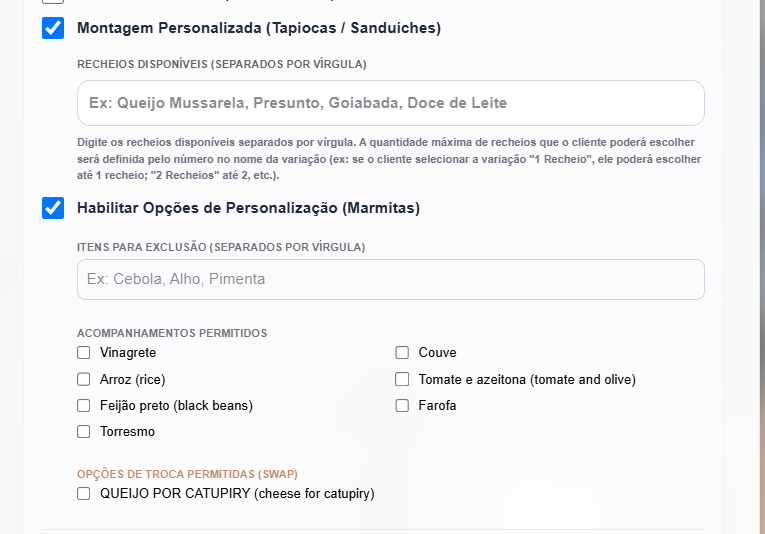 Montagem Personalizada (Tapiocas / Sanduíches)
RECHEIOS DISPONÍVEIS (SEPARADOS POR VÍRGULA)
Ex: Queijo Mussarela, Presunto, Goiabada, Doce de Leite
Digite os recheios disponíveis separados por vírgula. A quantidade máxima de recheios que o cliente poderá escolher
será definida pelo número no nome da variação (ex: se o cliente selecionar a variação "1 Recheio", ele poderá escolher
até 1 recheio; "2 Recheios" até 2, etc.).
Habilitar Opções de Personalização (Marmitas)
ITENS PARA EXCLUSÃO (SEPARADOS POR VÍRGULA)
Ex: Cebola, Alho, Pimenta
ACOMPANHAMENTOS PERMITIDOS
Vinagrete
Couve
Arroz (rice)
Tomate e azeitona (tomate and olive)
Feijão preto (black beans)
Farofa
Torresmo
OPÇÕES DE TROCA PERMITIDAS (SWAP)
QUEIJO POR CATUPIRY (cheese for catupiry)